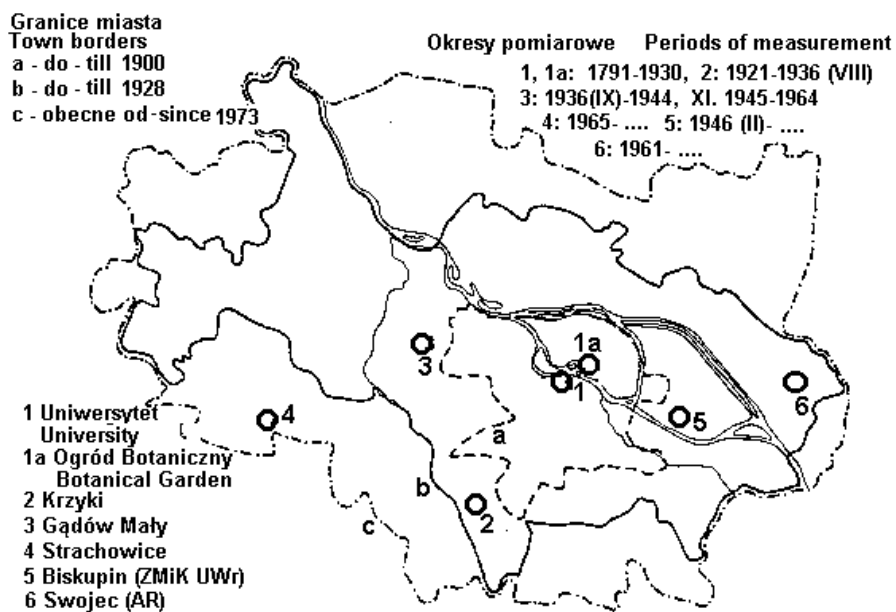 Granice miasta
Town borders
a - do - till 1900
b - do - till 1928
c - obecne od-since 1973
Okresy pomiarowe Periods of measurement
1, 1a: 1791-1930, 2: 1921-1936 (VIII)
3: 1936(IX)-1944, XI. 1945-1964
4: 1965- .... 5: 1946 (II)- ....
6: 1961- ....
1a
3
1
6
4
5
a
b
2
c
1 Uniwersytet
University
1a Ogród Botaniczny
Botanical Garden
2 Krzyki
3 Gądów Mały
4 Strachowice
5 Biskupin (ZMiK UWr)
6 Swojec (AR)